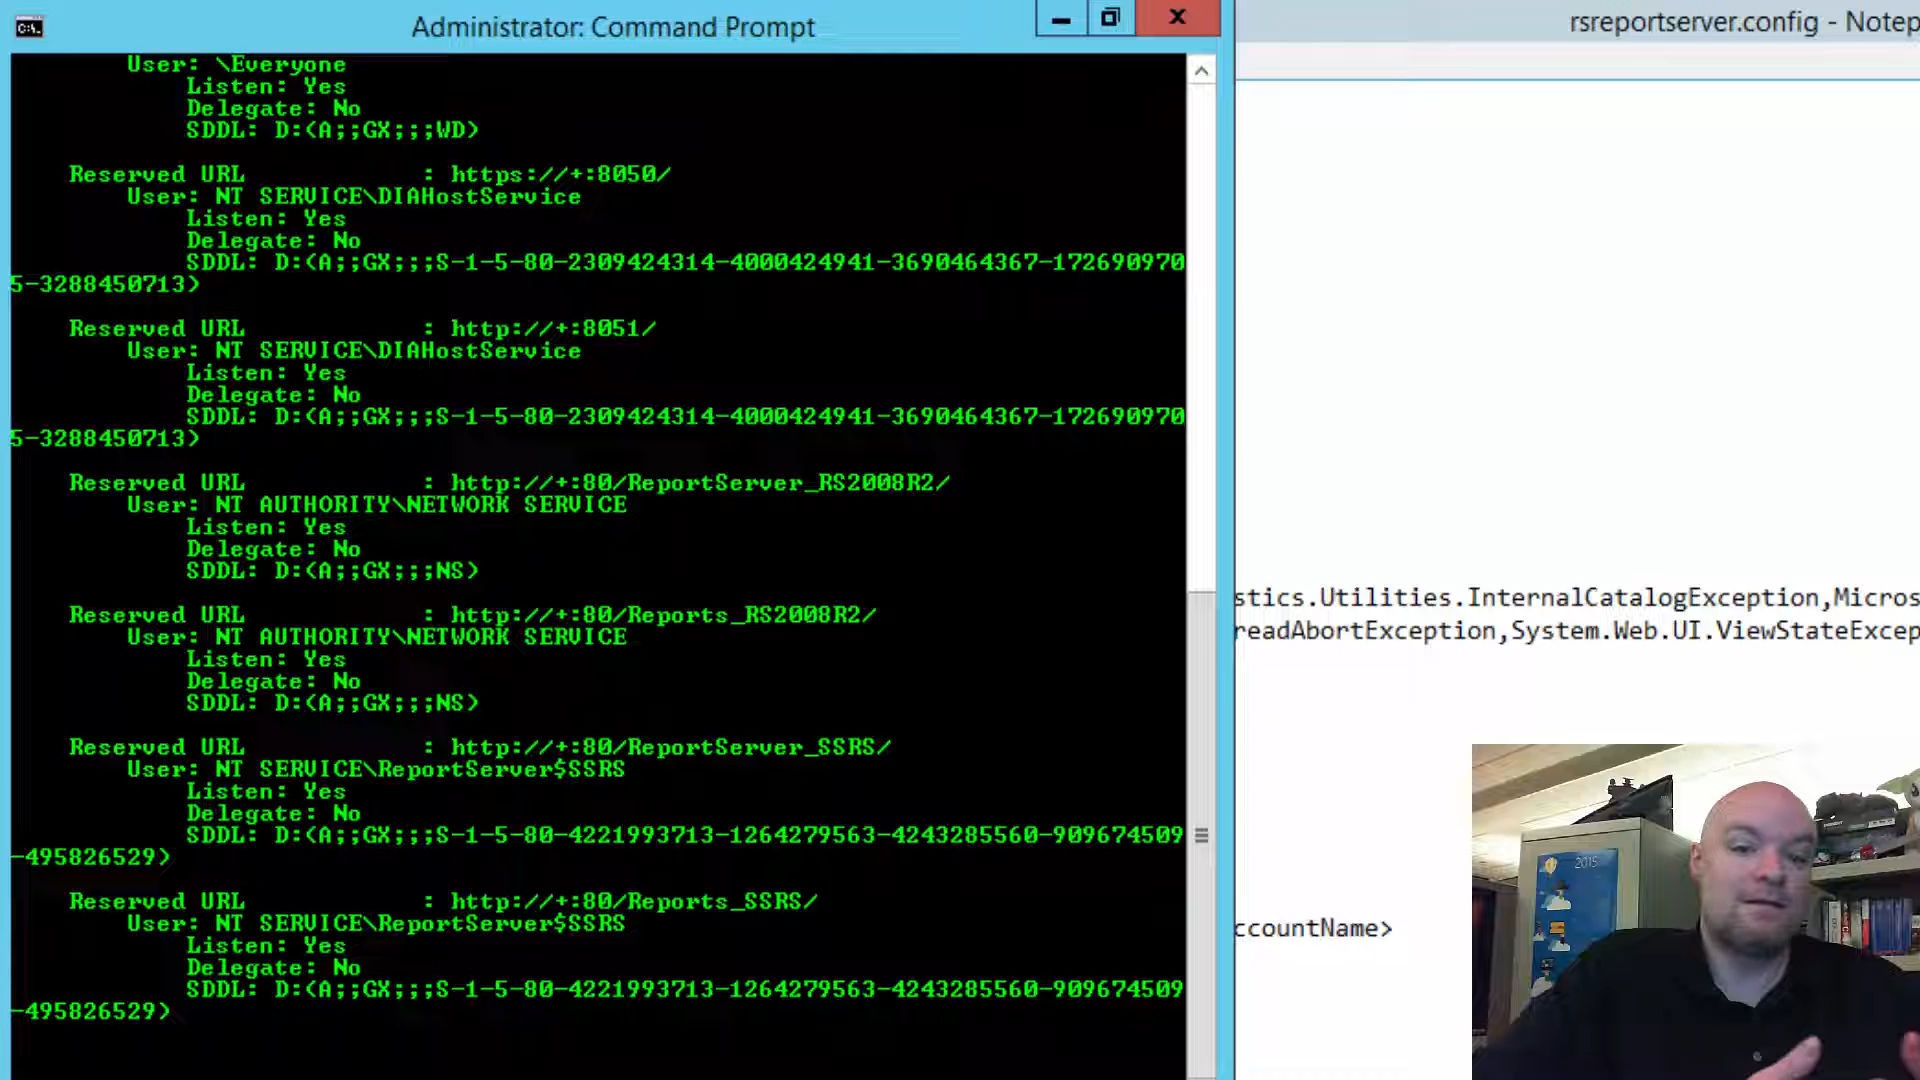 Administrator: Command Prompt
rsreportserver.config - Notep
User: \Everyone
Listen: Yes
Delegate: No
SDDL: D:(A;;GX;;;WD)
Reserved URL : https://+:8050/
User: NT SERVICE\DIAHostService
Listen: Yes
Delegate: No
SDDL: D:(A;;GX;;;S-1-5-80-2309424314-4000424941-3690464367-172690970
5-3288450713)
Reserved URL : http://+:8051/
User: NT SERVICE\DIAHostService
Listen: Yes
Delegate: No
SDDL: D:(A;;GX;;;S-1-5-80-2309424314-4000424941-3690464367-172690970
5-3288450713)
Reserved URL : http://+:80/ReportServer_RS2008R2/
User: NT AUTHORITY\NETWORK SERVICE
Listen: Yes
Delegate: No
SDDL: D:(A;;GX;;;NS)
Reserved URL : http://+:80/Reports_RS2008R2/
User: NT AUTHORITY\NETWORK SERVICE
Listen: Yes
Delegate: No
SDDL: D:(A;;GX;;;NS)
Reserved URL : http://+:80/ReportServer_SSRS/
User: NT SERVICE\ReportServer$SSRS
Listen: Yes
Delegate: No
SDDL: D:(A;;GX;;;S-1-5-80-4221993713-1264279563-4243285560-909674509
-495826529)
Reserved URL : http://+:80/Reports_SSRS/
User: NT SERVICE\ReportServer$SSRS
Listen: Yes
Delegate: No
SDDL: D:(A;;GX;;;S-1-5-80-4221993713-1264279563-4243285560-909674509
-495826529)
stics.Utilities.InternalCatalogException,Micros
readAbortException,System.Web.UI.ViewStateExcep
ccountName>
2015